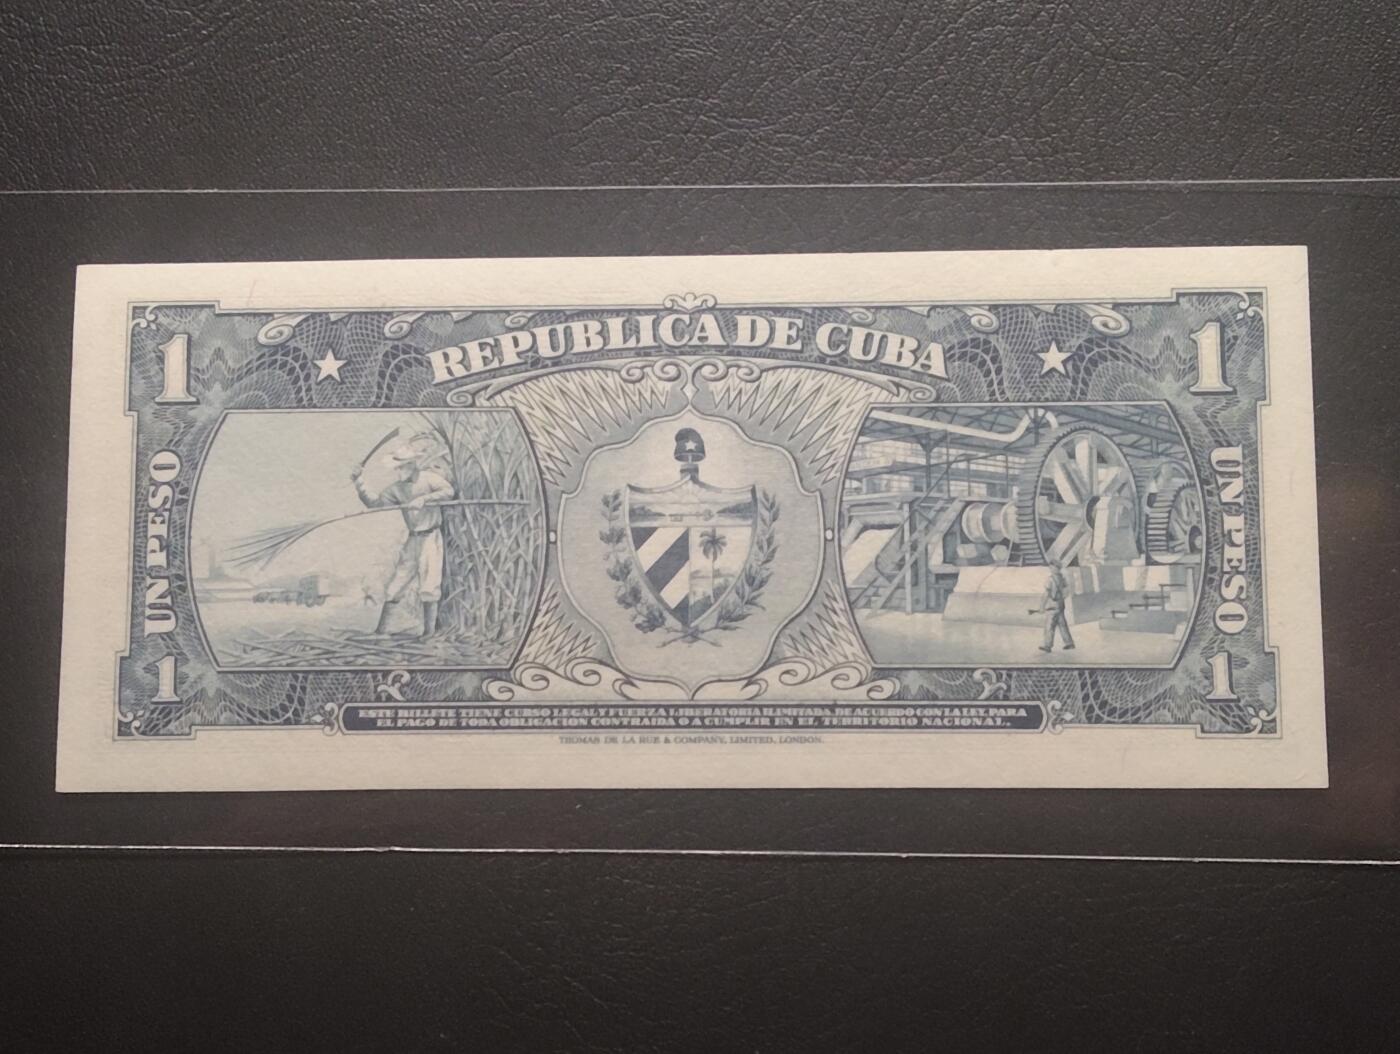 1
REPUBLICA DE CUBA
1
UN PESO
UN PESO
1
1
ESTE BILLETE TIENE CURSO LEGAL Y FUERZA LIBERATORIA ILIMITADA DE ACUERDO CON LA LEY, PARA
EL PAGO DE TODA OBLIGACION CONTRAIDA O A CUMPLIR EN EL TERRITORIO NACIONAL.
THOMAS DE LA RUE & COMPANY, LIMITED, LONDON.